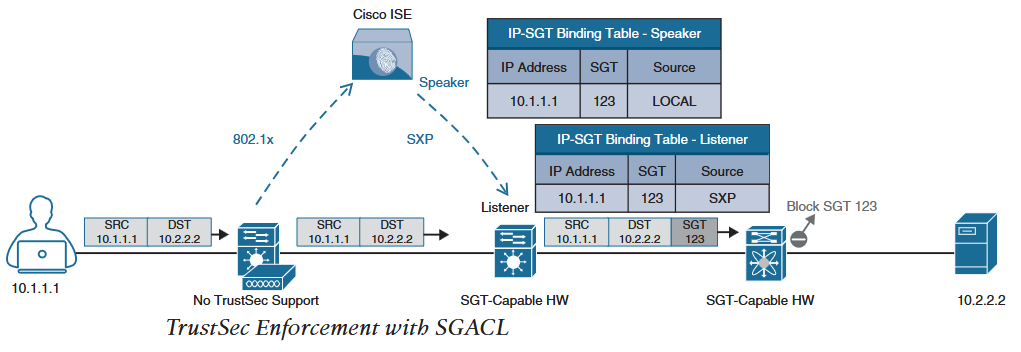 Cisco ISE
Speaker
IP-SGT Binding Table - Speaker
IP Address SGT Source
10.1.1.1 123 LOCAL
802.1x
SXP
IP-SGT Binding Table - Listener
IP Address SGT Source
10.1.1.1 123 SXP
Listener
Block SGT 123
SRC DST
10.1.1.1 10.2.2.2
SRC DST
10.1.1.1 10.2.2.2
SRC DST SGT
10.1.1.1 10.2.2.2 123
10.1.1.1
No TrustSec Support
SGT-Capable HW
SGT-Capable HW
10.2.2.2
TrustSec Enforcement with SGACL